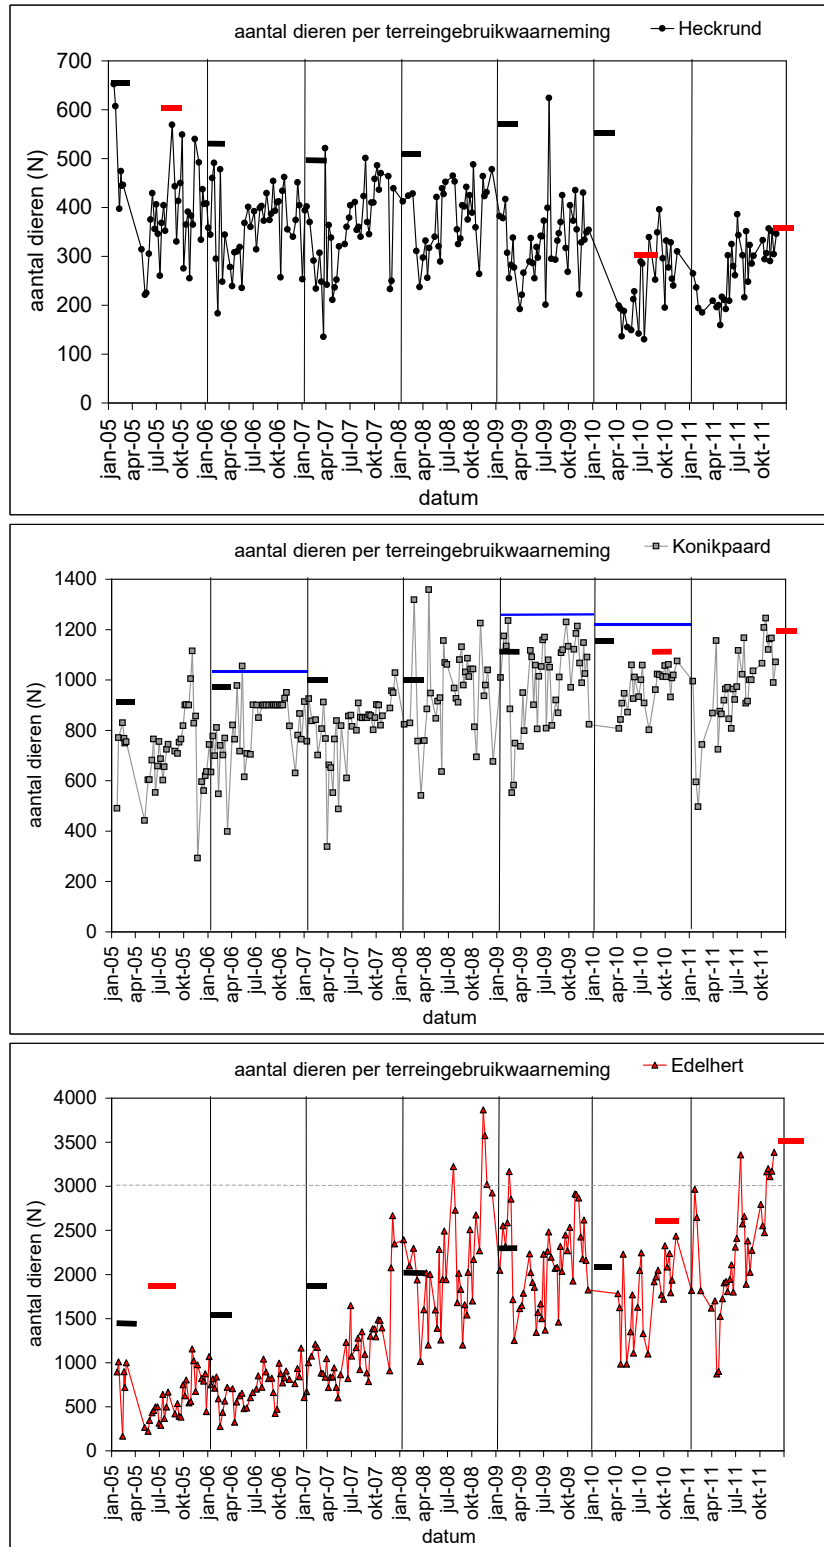 aantal dieren per terreingebruikwaarneming
Heckrund
aantal dieren (N)
700
600
500
400
300
200
100
0
jan-05
apr-05
jul-05
okt-05
jan-06
apr-06
jul-06
okt-06
jan-07
apr-07
jul-07
okt-07
jan-08
apr-08
jul-08
okt-08
jan-09
apr-09
jul-09
okt-09
jan-10
apr-10
jul-10
okt-10
jan-11
apr-11
jul-11
okt-11
datum
aantal dieren per terreingebruikwaarneming
Konikpaard
aantal dieren (N)
1400
1200
1000
800
600
400
200
0
jan-05
apr-05
jul-05
okt-05
jan-06
apr-06
jul-06
okt-06
jan-07
apr-07
jul-07
okt-07
jan-08
apr-08
jul-08
okt-08
jan-09
apr-09
jul-09
okt-09
jan-10
apr-10
jul-10
okt-10
jan-11
apr-11
jul-11
okt-11
datum
aantal dieren per terreingebruikwaarneming
Edelhert
aantal dieren (N)
4000
3500
3000
2500
2000
1500
1000
500
0
jan-05
apr-05
jul-05
okt-05
jan-06
apr-06
jul-06
okt-06
jan-07
apr-07
jul-07
okt-07
jan-08
apr-08
jul-08
okt-08
jan-09
apr-09
jul-09
okt-09
jan-10
apr-10
jul-10
okt-10
jan-11
apr-11
jul-11
okt-11
datum